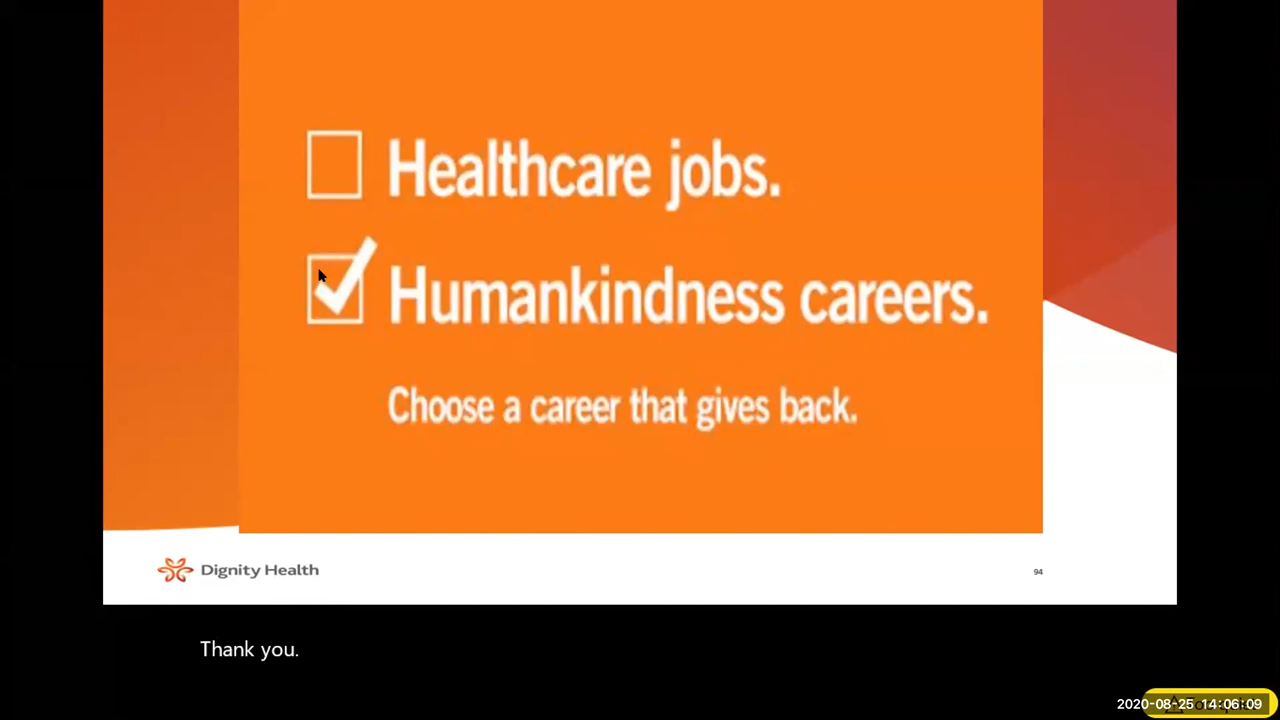 Healthcare jobs.
Humankindness careers.
Choose a career that gives back.
Dignity Health
94
Thank you.
2020-08-25 14:06:09